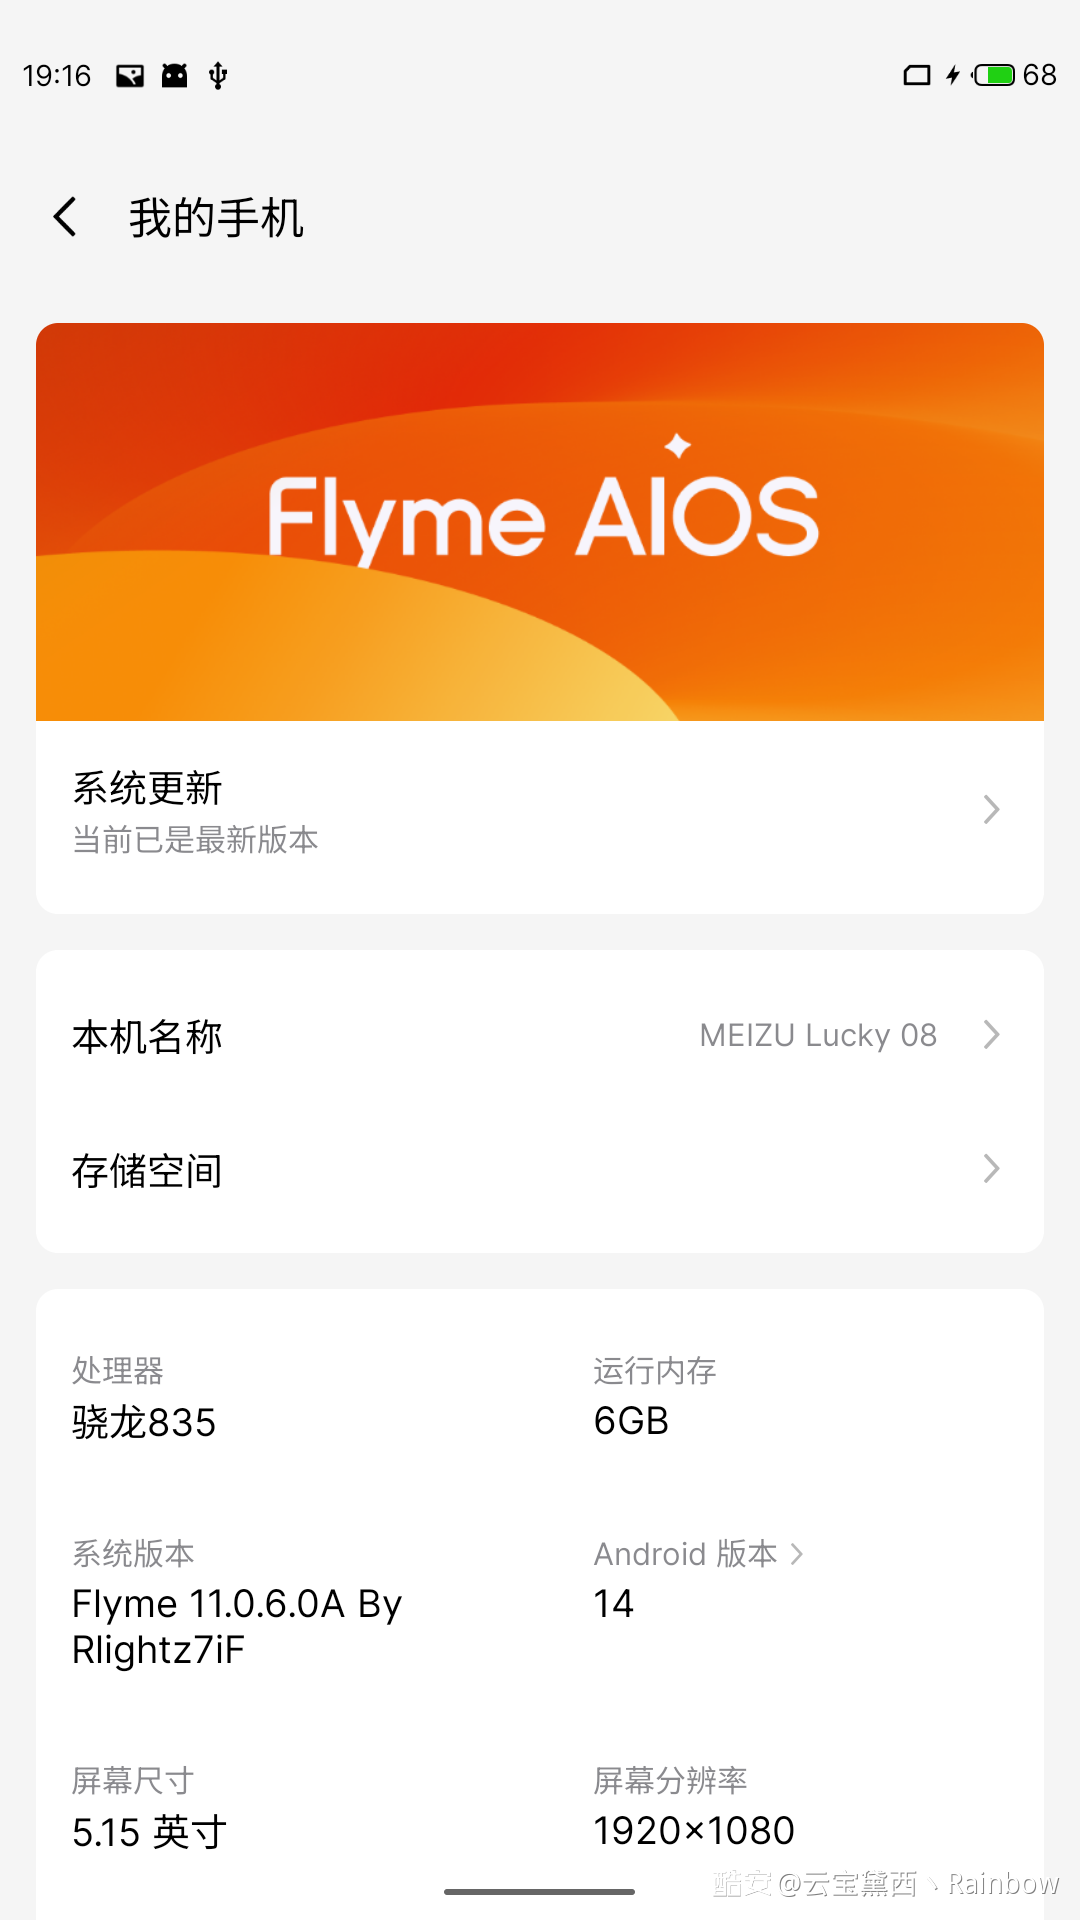 19:16
68
我的手机
Flyme AIOS
系统更新
当前已是最新版本
本机名称
MEIZU Lucky 08
存储空间
处理器
运行内存
骁龙835
6GB
系统版本
Android 版本
Flyme 11.0.6.0A By
14
Rlightz7iF
屏幕尺寸
屏幕分辨率
5.15 英寸
1920×1080
酷安 @云宝黛西丶Rainbow